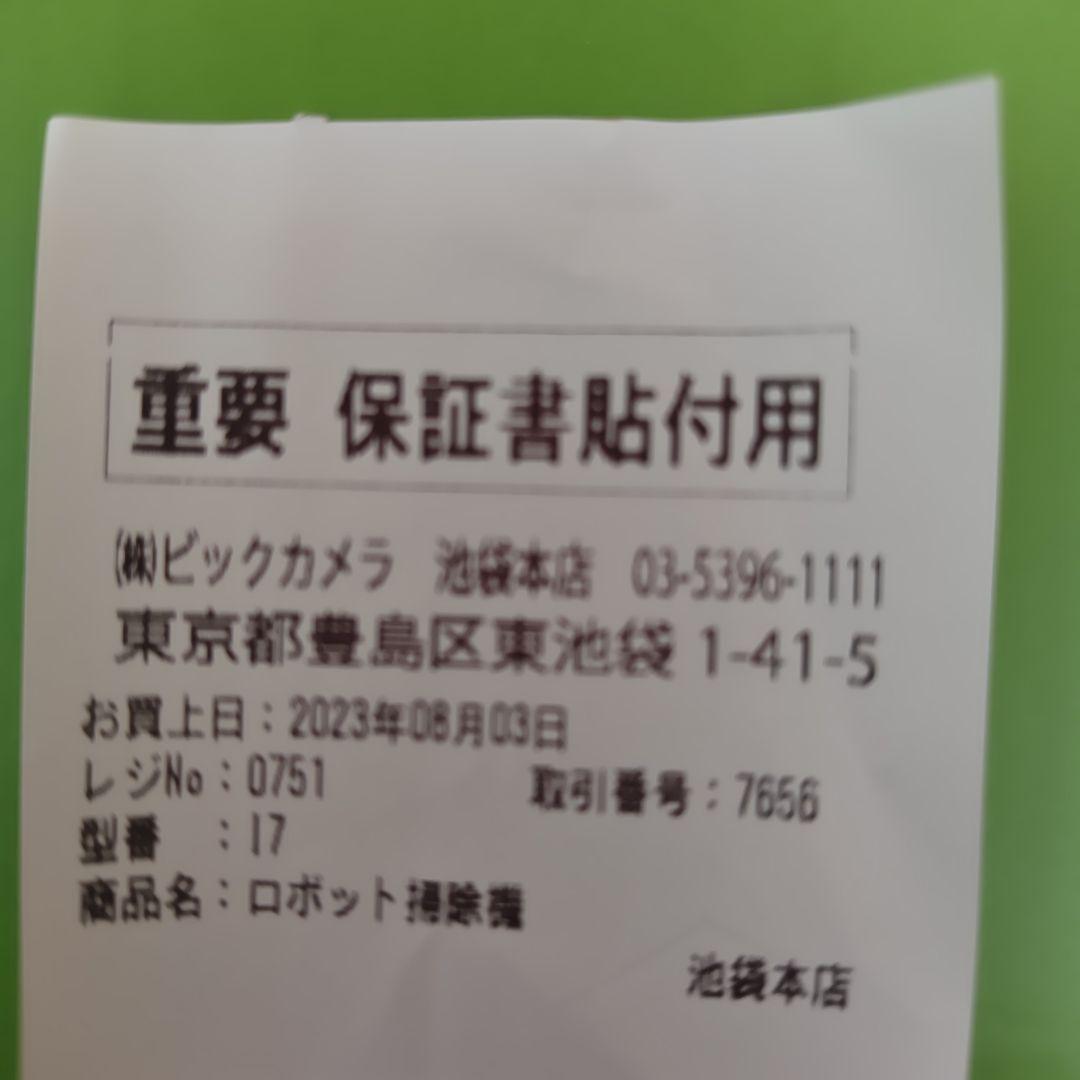 重要 保証書貼付用
㈱ビックカメラ 池袋本店 03-5396-1111
東京都豊島区東池袋 1-41-5
お買上日：2023年08月03日
レジNo：0751 取引番号：7656
型番 ：I7
商品名：ロボット掃除機
池袋本店